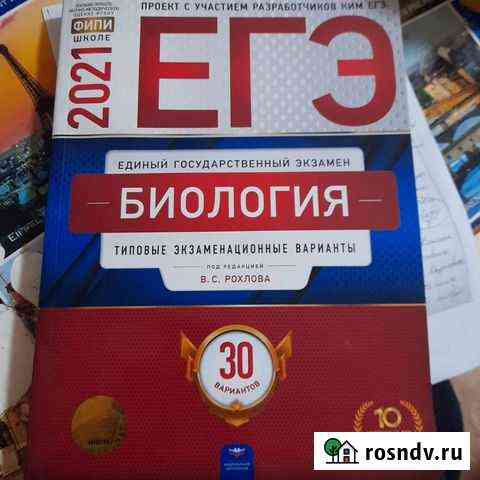 ПРОЕКТ С УЧАСТИЕМ РАЗРАБОТЧИКОВ КИМ ЕГЭ
ФИПИ
ШКОЛЕ
2021
ЕГЭ
ЕДИНЫЙ ГОСУДАРСТВЕННЫЙ ЭКЗАМЕН
БИОЛОГИЯ
ТИПОВЫЕ ЭКЗАМЕНАЦИОННЫЕ ВАРИАНТЫ
ПОД РЕДАКЦИЕЙ
В. С. РОХЛОВА
30
ВАРИАНТОВ
10
rosndv.ru